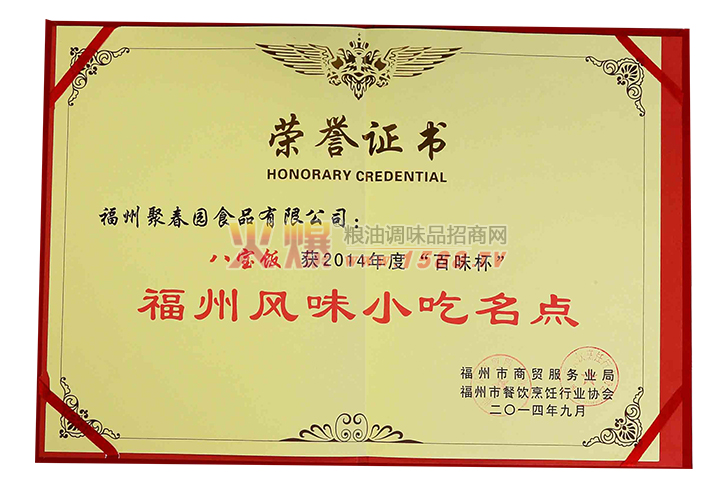 荣誉证书
HONORARY CREDENTIAL
福州聚春园食品有限公司：
火爆 粮油调味品招商网
八宝饭 获2014年度“百味杯”
福州风味小吃名点
福州市商贸服务业局
福州市餐饮烹饪行业协会
二〇一四年九月